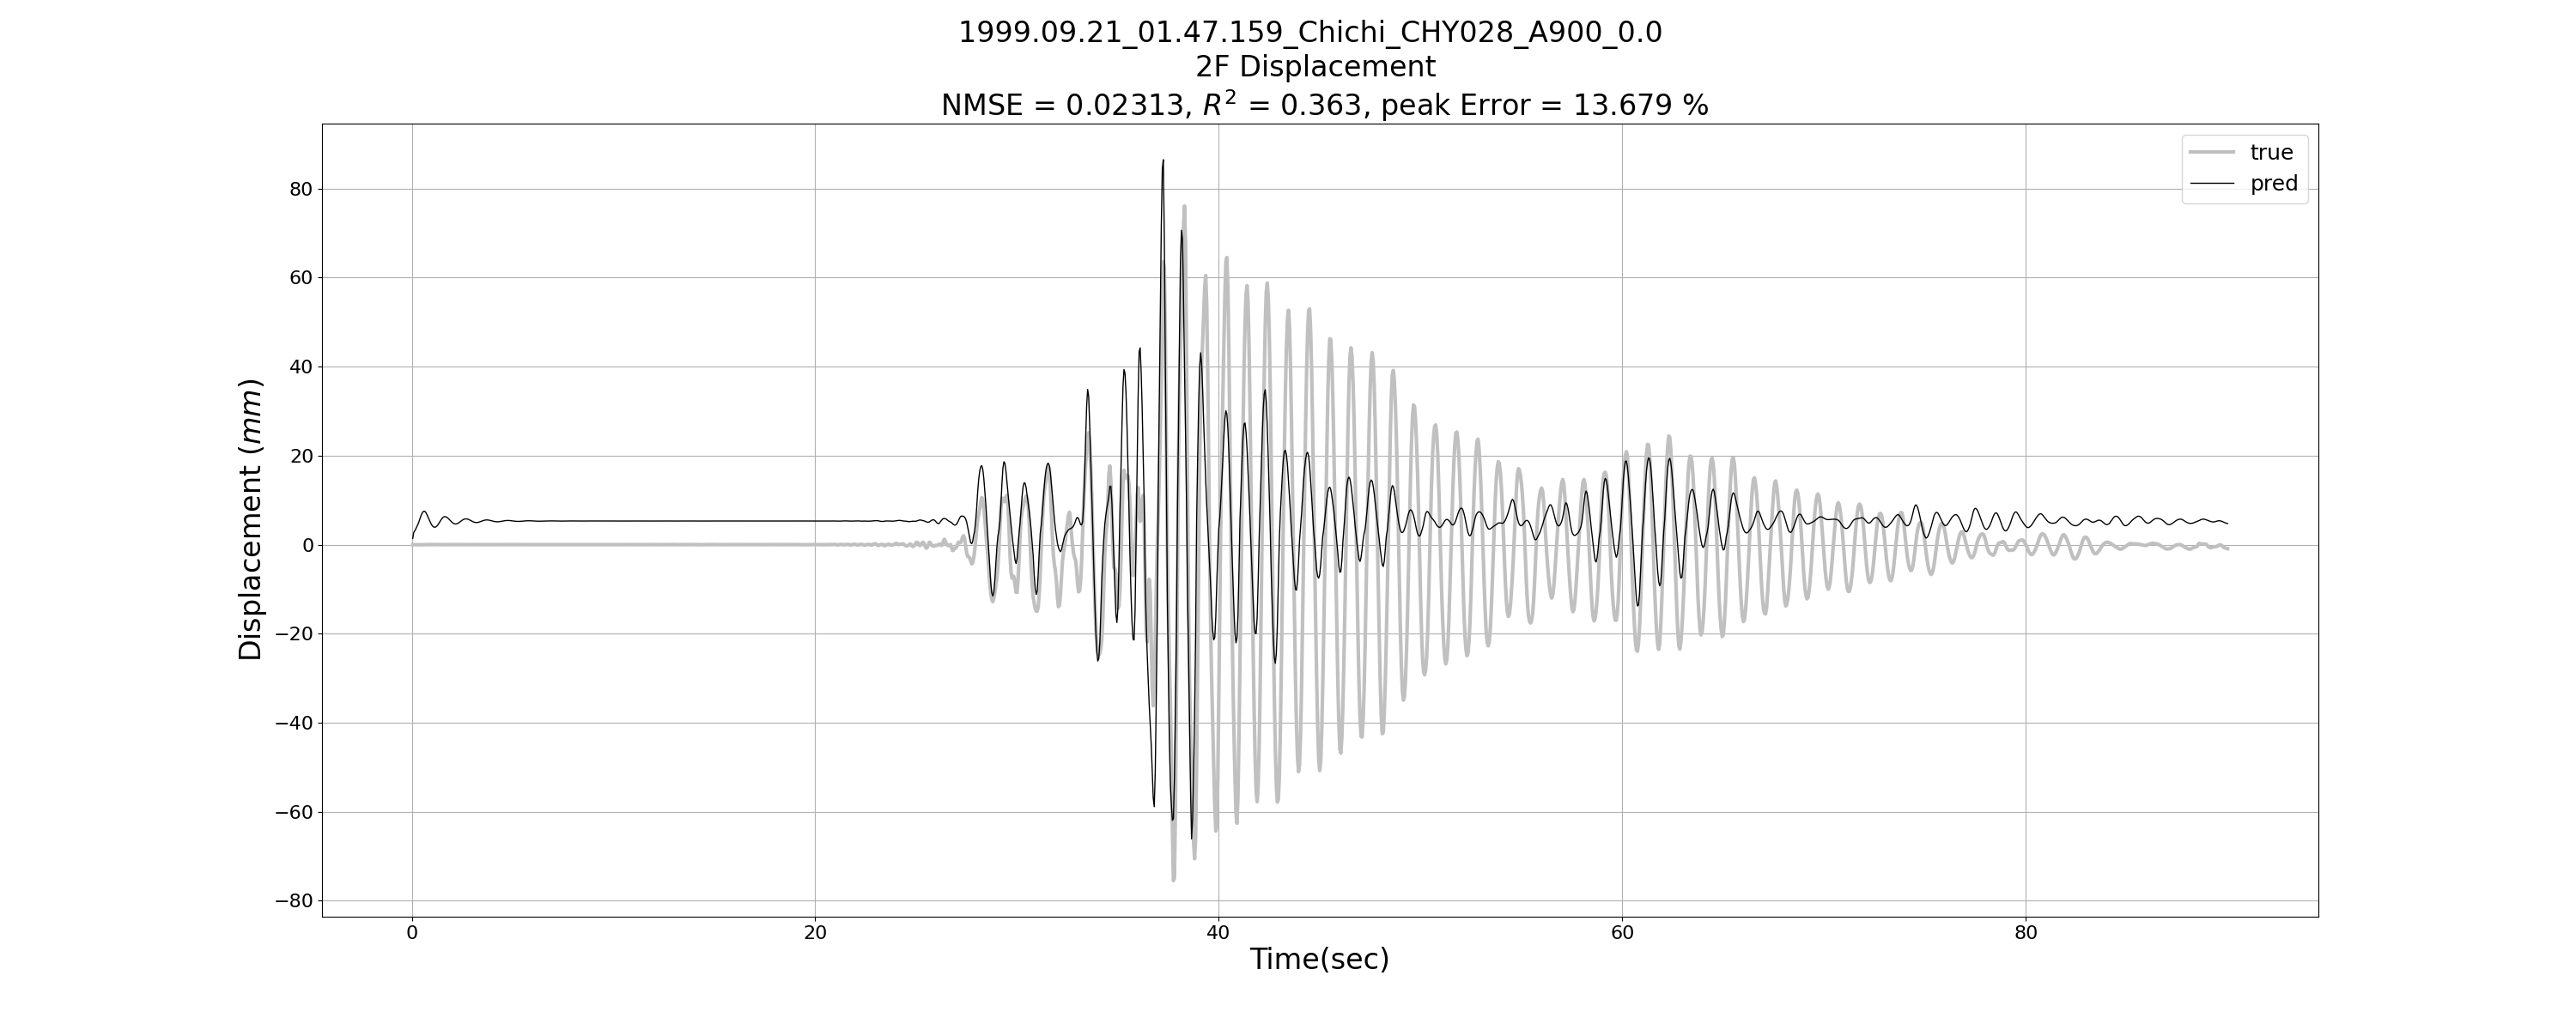 1999.09.21_01.47.159_Chichi_CHY028_A900_0.0
2F Displacement
NMSE = 0.02313, R² = 0.363, peak Error = 13.679 %
true
pred
Displacement (mm)
80
60
40
20
0
−20
−40
−60
−80
0 20 40 60 80
Time(sec)